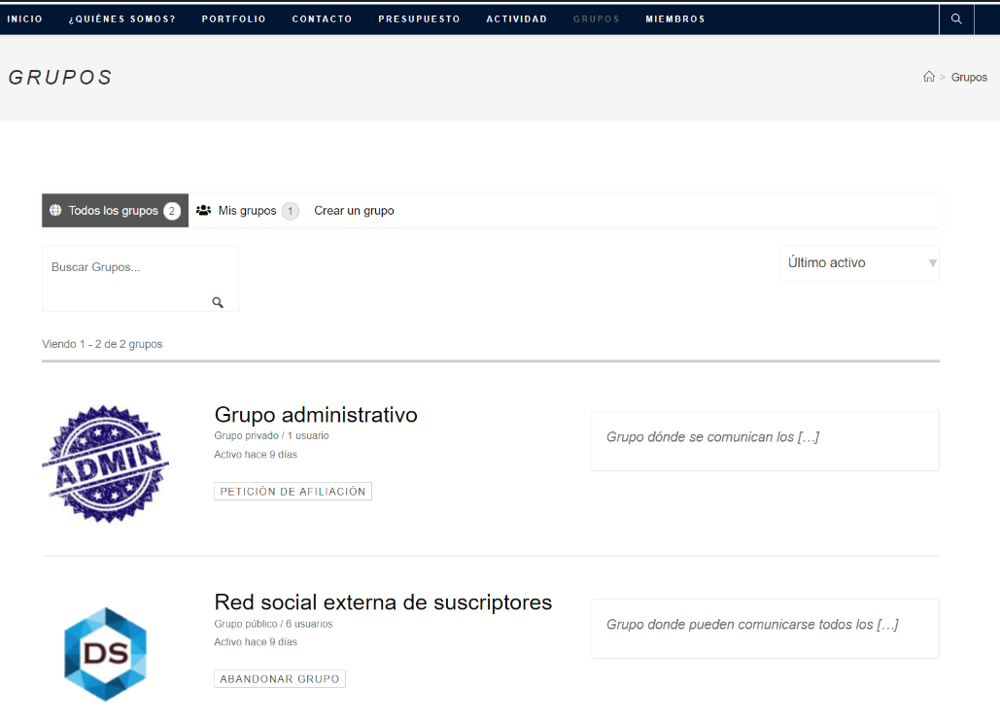 INICIO ¿QUIÉNES SOMOS? PORTFOLIO CONTACTO PRESUPUESTO ACTIVIDAD GRUPOS MIEMBROS
GRUPOS
> Grupos
Todos los grupos 2 Mis grupos 1 Crear un grupo
Buscar Grupos...
Último activo
Viendo 1 - 2 de 2 grupos
ADMIN
Grupo administrativo
Grupo privado / 1 usuario
Activo hace 9 días
PETICIÓN DE AFILIACIÓN
Grupo dónde se comunican los [...]
DS
Red social externa de suscriptores
Grupo público / 6 usuarios
Activo hace 9 días
ABANDONAR GRUPO
Grupo donde pueden comunicarse todos los [...]